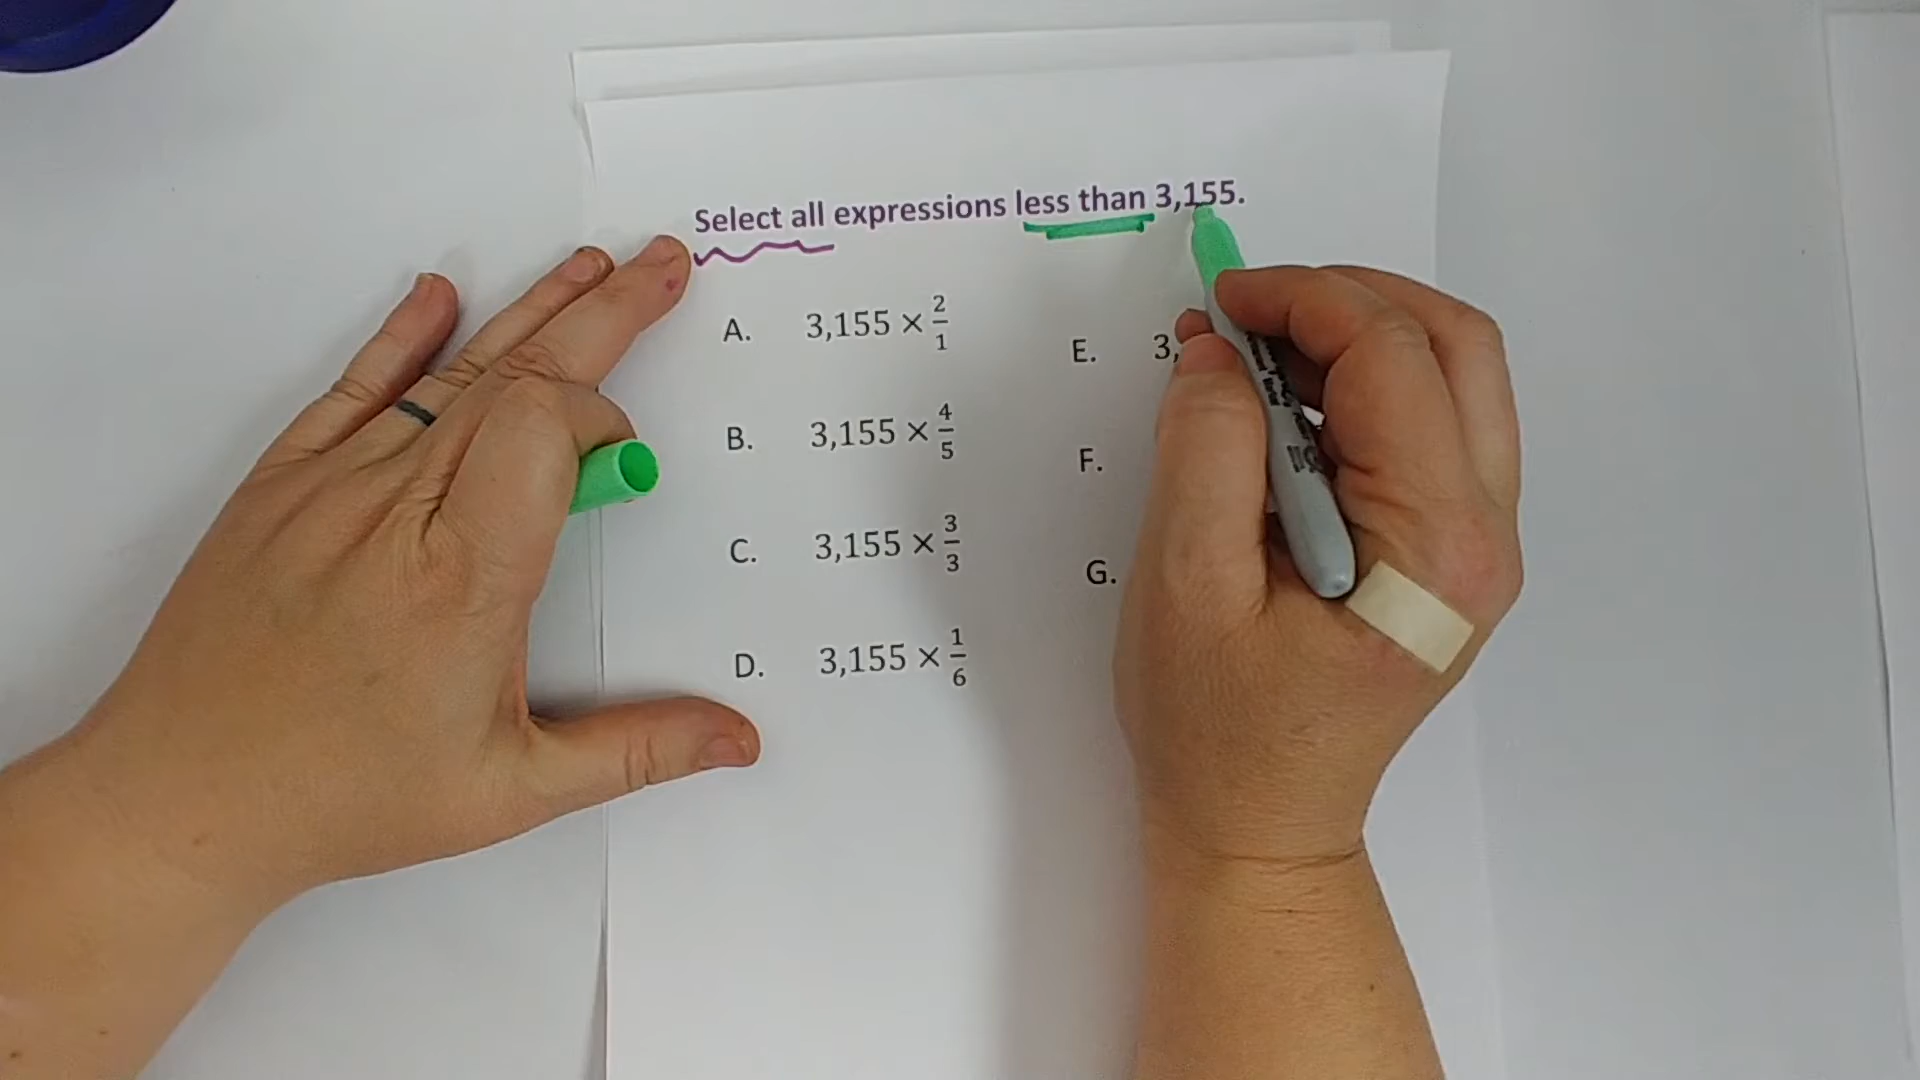 Select all expressions less than 3,155.
A. 3,155 × 2/1
B. 3,155 × 4/5
C. 3,155 × 3/3
D. 3,155 × 1/6
E. 3,
F.
G.